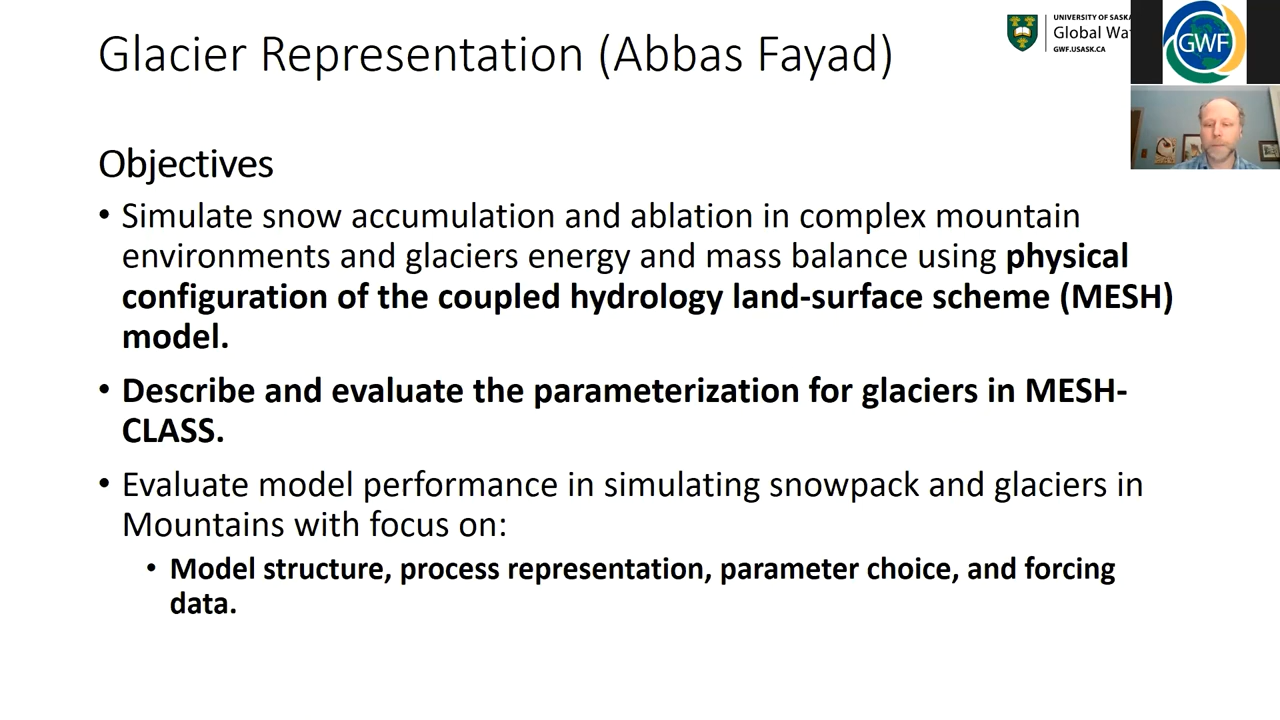 Glacier Representation (Abbas Fayad)
UNIVERSITY OF
Global
GWF.USASK.CA
GWF
Objectives
• Simulate snow accumulation and ablation in complex mountain
environments and glaciers energy and mass balance using physical
configuration of the coupled hydrology land-surface scheme (MESH)
model.
• Describe and evaluate the parameterization for glaciers in MESH-
CLASS.
• Evaluate model performance in simulating snowpack and glaciers in
Mountains with focus on:
• Model structure, process representation, parameter choice, and forcing
data.